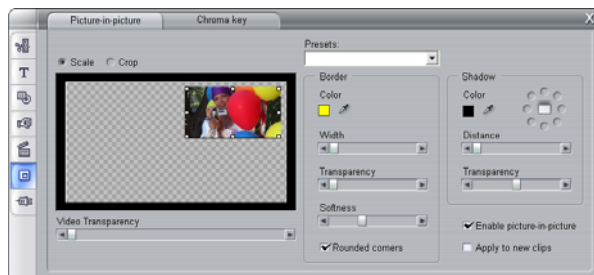 Picture-in-picture
Chroma key
X
T
Scale
Crop
Presets:
Border
Color
Width
Transparency
Softness
Rounded corners
Shadow
Color
Distance
Transparency
Video Transparency
Enable picture-in-picture
Apply to new clips